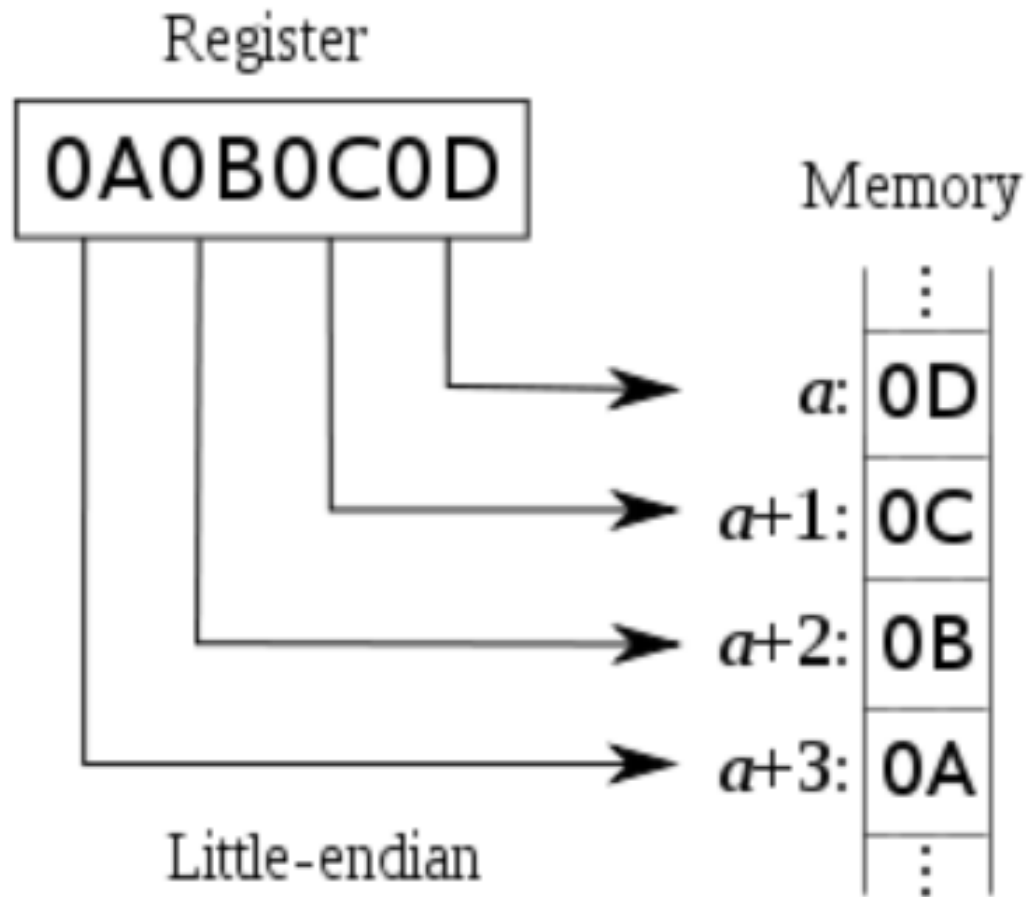 Register
0A0B0C0D
Memory
⋮
a: 0D
a+1: 0C
a+2: 0B
a+3: 0A
⋮
Little-endian